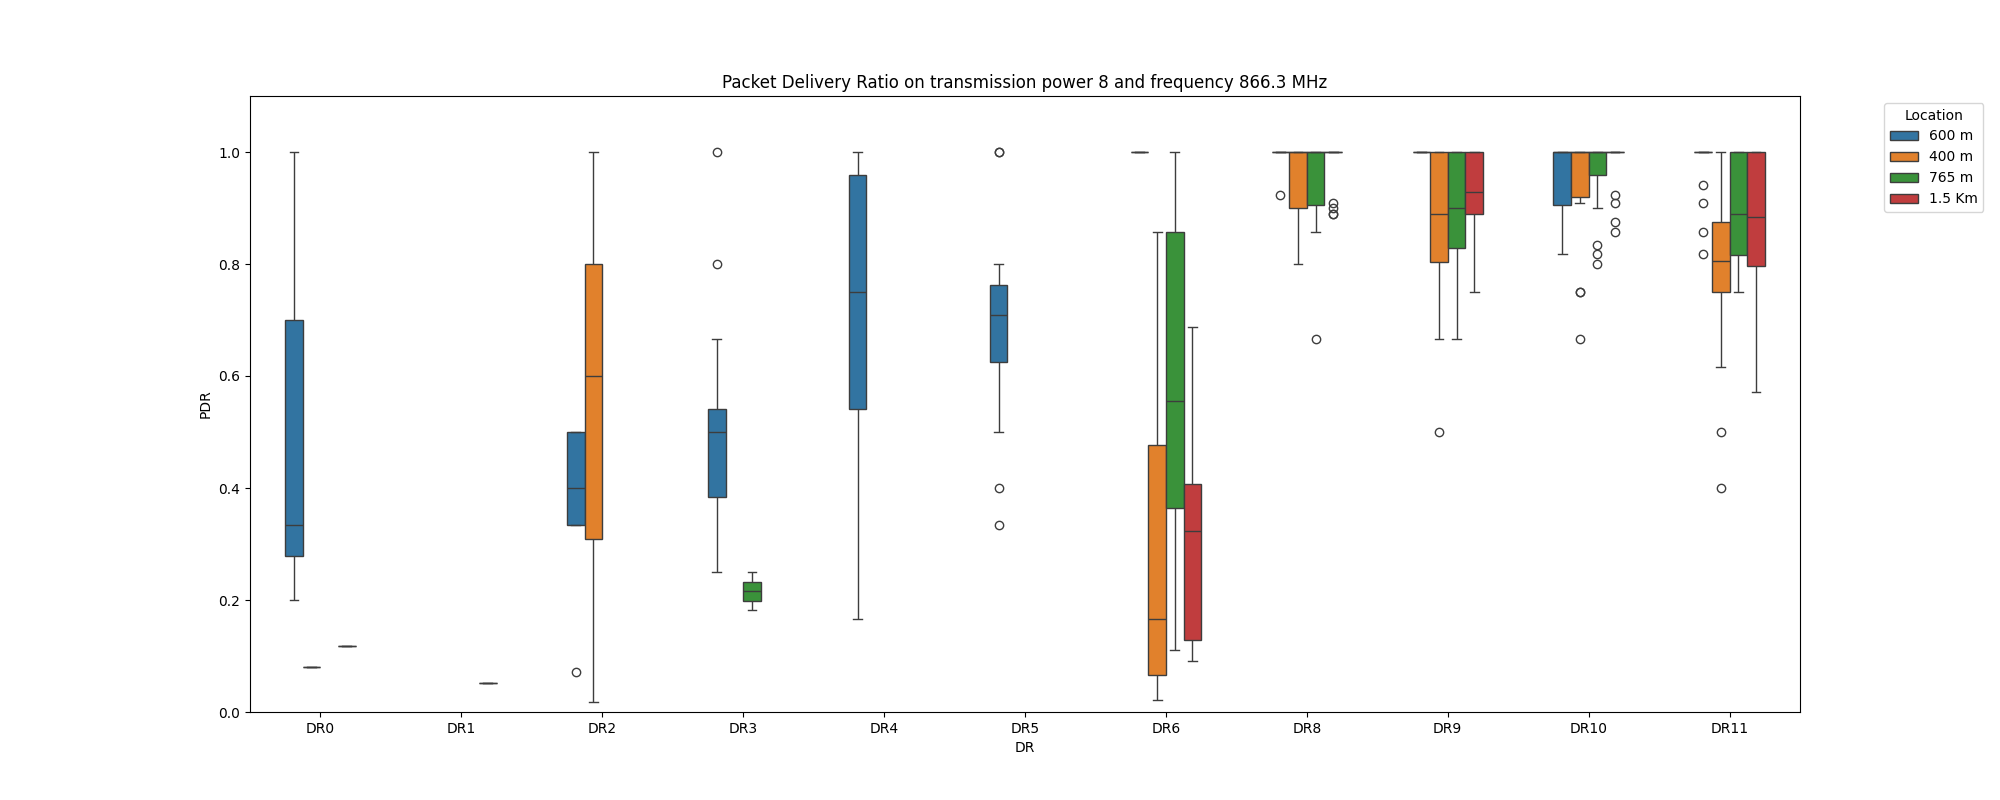 Packet Delivery Ratio on transmission power 8 and frequency 866.3 MHz
Location
600 m
400 m
765 m
1.5 Km
PDR
1.0
0.8
0.6
0.4
0.2
0.0
DR0 DR1 DR2 DR3 DR4 DR5 DR6 DR8 DR9 DR10 DR11
DR